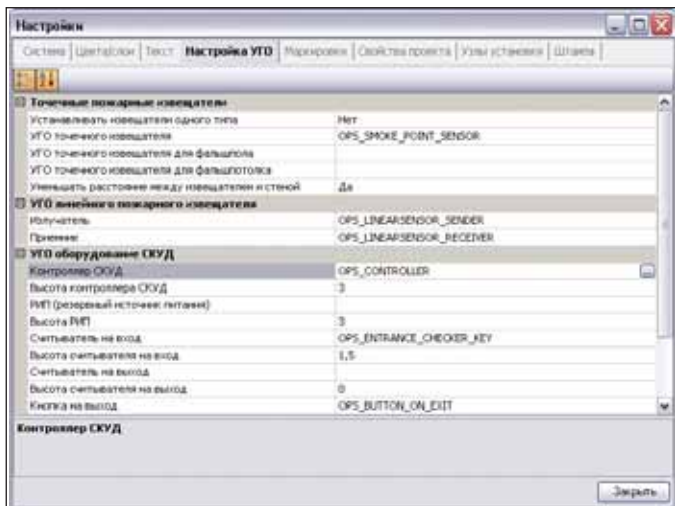 Настройки
Система Цвета/слои Текст Настройка УГО Маркировки Свойства проекта Узлы установки Штампы
Точечные пожарные извещатели
Устанавливать извещатели одного типа Нет
УГО точечного извещателя OPS_SMOKE_POINT_SENSOR
УГО точечного извещателя для фальшпола
УГО точечного извещателя для фальшпотолка
Уменьшать расстояние между извещателем и стеной Да
УГО линейного пожарного извещателя
Излучатель OPS_LINEARSENSOR_SENDER
Приемник OPS_LINEARSENSOR_RECEIVER
УГО оборудование СКУД
Контроллер СКУД OPS_CONTROLLER ...
Высота контроллера СКУД 3
РИП (резервный источник питания)
Высота РИП 3
Считыватель на вход OPS_ENTRANCE_CHECKER_KEY
Высота считывателя на вход 1,5
Считыватель на выход
Высота считывателя на выход 0
Кнопка на выход OPS_BUTTON_ON_EXIT
Контроллер СКУД
Закрыть